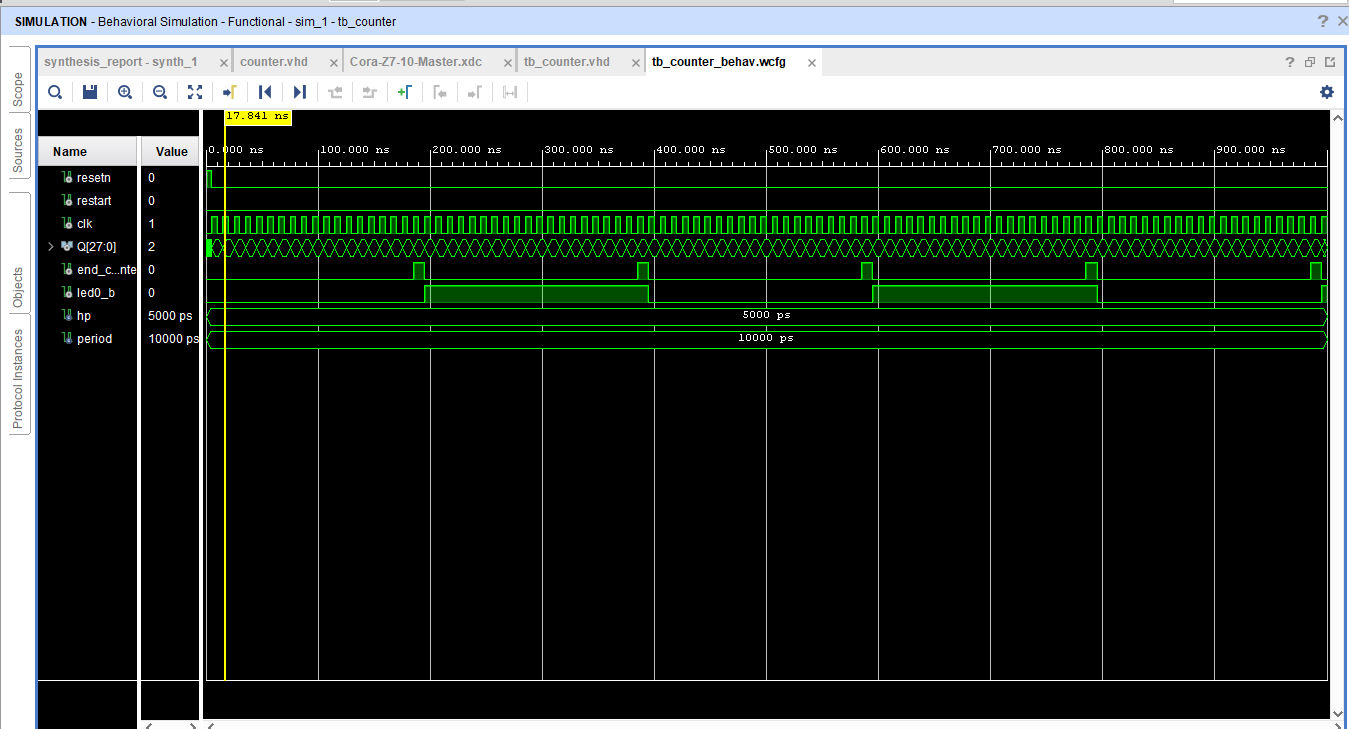 SIMULATION - Behavioral Simulation - Functional - sim_1 - tb_counter
? ×
Scope
Sources
Objects
Protocol Instances
synthesis_report - synth_1 × counter.vhd × Cora-Z7-10-Master.xdc × tb_counter.vhd × tb_counter_behav.wcfg × ?
17.841 ns
Name Value 0.000 ns 100.000 ns 200.000 ns 300.000 ns 400.000 ns 500.000 ns 600.000 ns 700.000 ns 800.000 ns 900.000 ns
resetn 0
restart 0
clk 1
Q[27:0] 2
end_c...nte 0
led0_b 0
hp 5000 ps 5000 ps
period 10000 ps 10000 ps